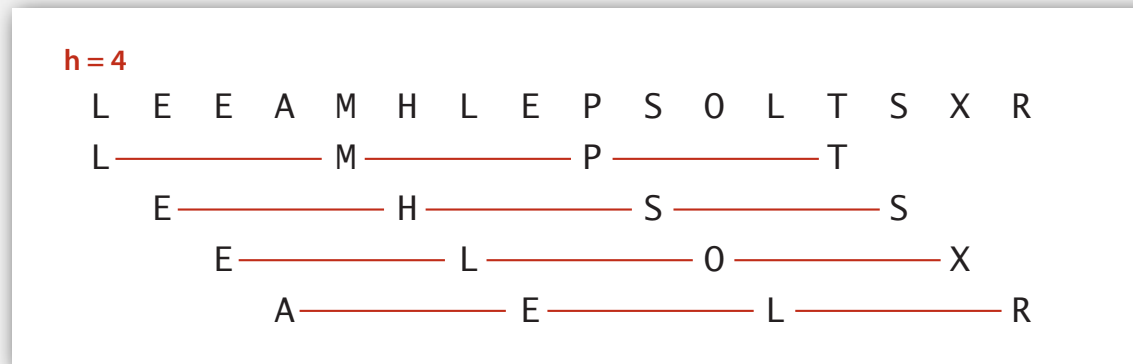 h = 4
L E E A M H L E P S O L T S X R
L M P T
E H S S
E L O X
A E L R